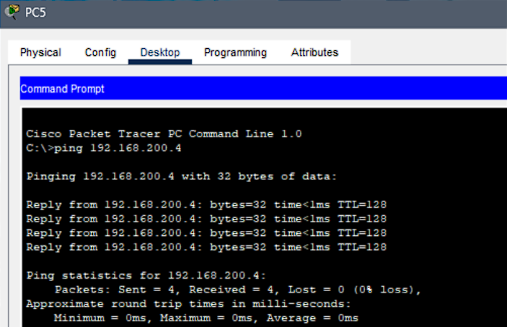 PC5
Physical Config Desktop Programming Attributes
Command Prompt
Cisco Packet Tracer PC Command Line 1.0
C:\>ping 192.168.200.4
Pinging 192.168.200.4 with 32 bytes of data:
Reply from 192.168.200.4: bytes=32 time<1ms TTL=128
Reply from 192.168.200.4: bytes=32 time<1ms TTL=128
Reply from 192.168.200.4: bytes=32 time<1ms TTL=128
Reply from 192.168.200.4: bytes=32 time<1ms TTL=128
Ping statistics for 192.168.200.4:
Packets: Sent = 4, Received = 4, Lost = 0 (0% loss),
Approximate round trip times in milli-seconds:
Minimum = 0ms, Maximum = 0ms, Average = 0ms